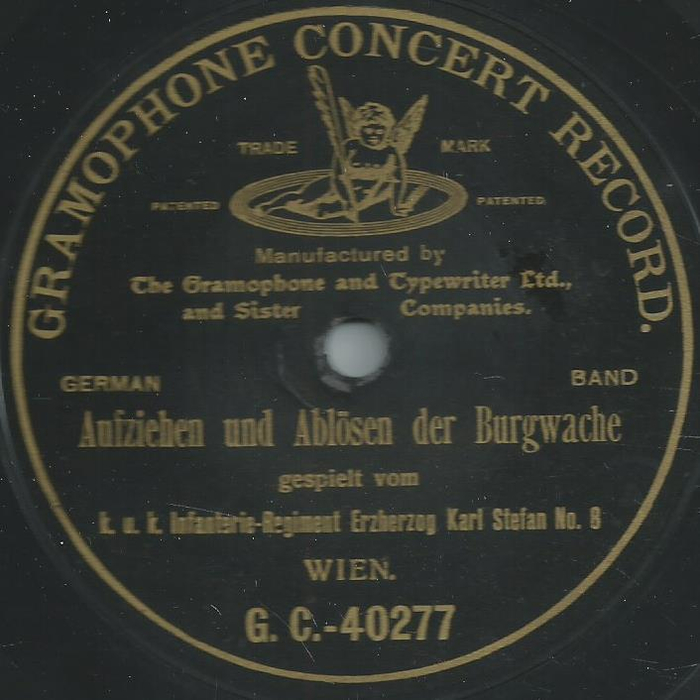 GRAMOPHONE CONCERT RECORD.
TRADE MARK
PATENTED PATENTED
Manufactured by
The Gramophone and Typewriter Ltd.,
and Sister Companies.
GERMAN BAND
Aufziehen und Ablösen der Burgwache
gespielt vom
k. u. k. Infanterie-Regiment Erzherzog Karl Stefan No. 8
WIEN.
G. C.-40277